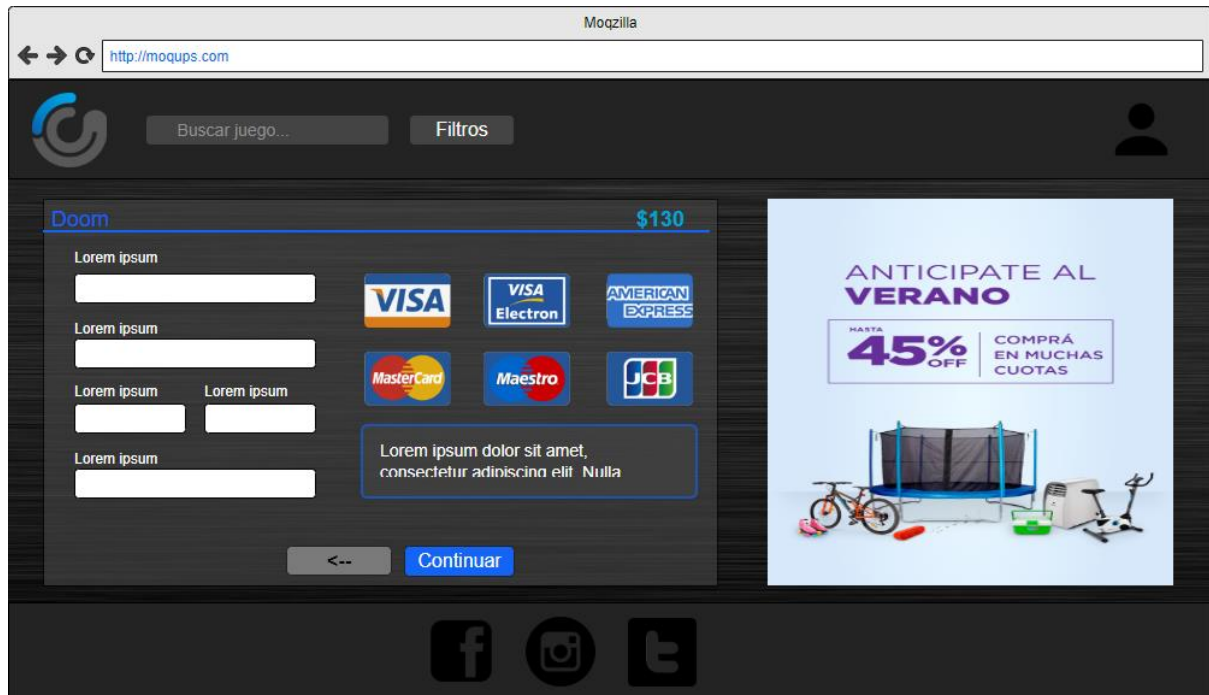 Moqzilla
http://moqups.com
Buscar juego...
Filtros
Doom
$130
Lorem ipsum
Lorem ipsum
Lorem ipsum
Lorem ipsum
Lorem ipsum
VISA
VISA
Electron
AMERICAN
EXPRESS
MasterCard
Maestro
JCB
Lorem ipsum dolor sit amet,
consectetur adipiscing elit. Nulla
<--
Continuar
ANTICIPATE AL
VERANO
HASTA
45%
OFF
COMPRÁ
EN MUCHAS
CUOTAS